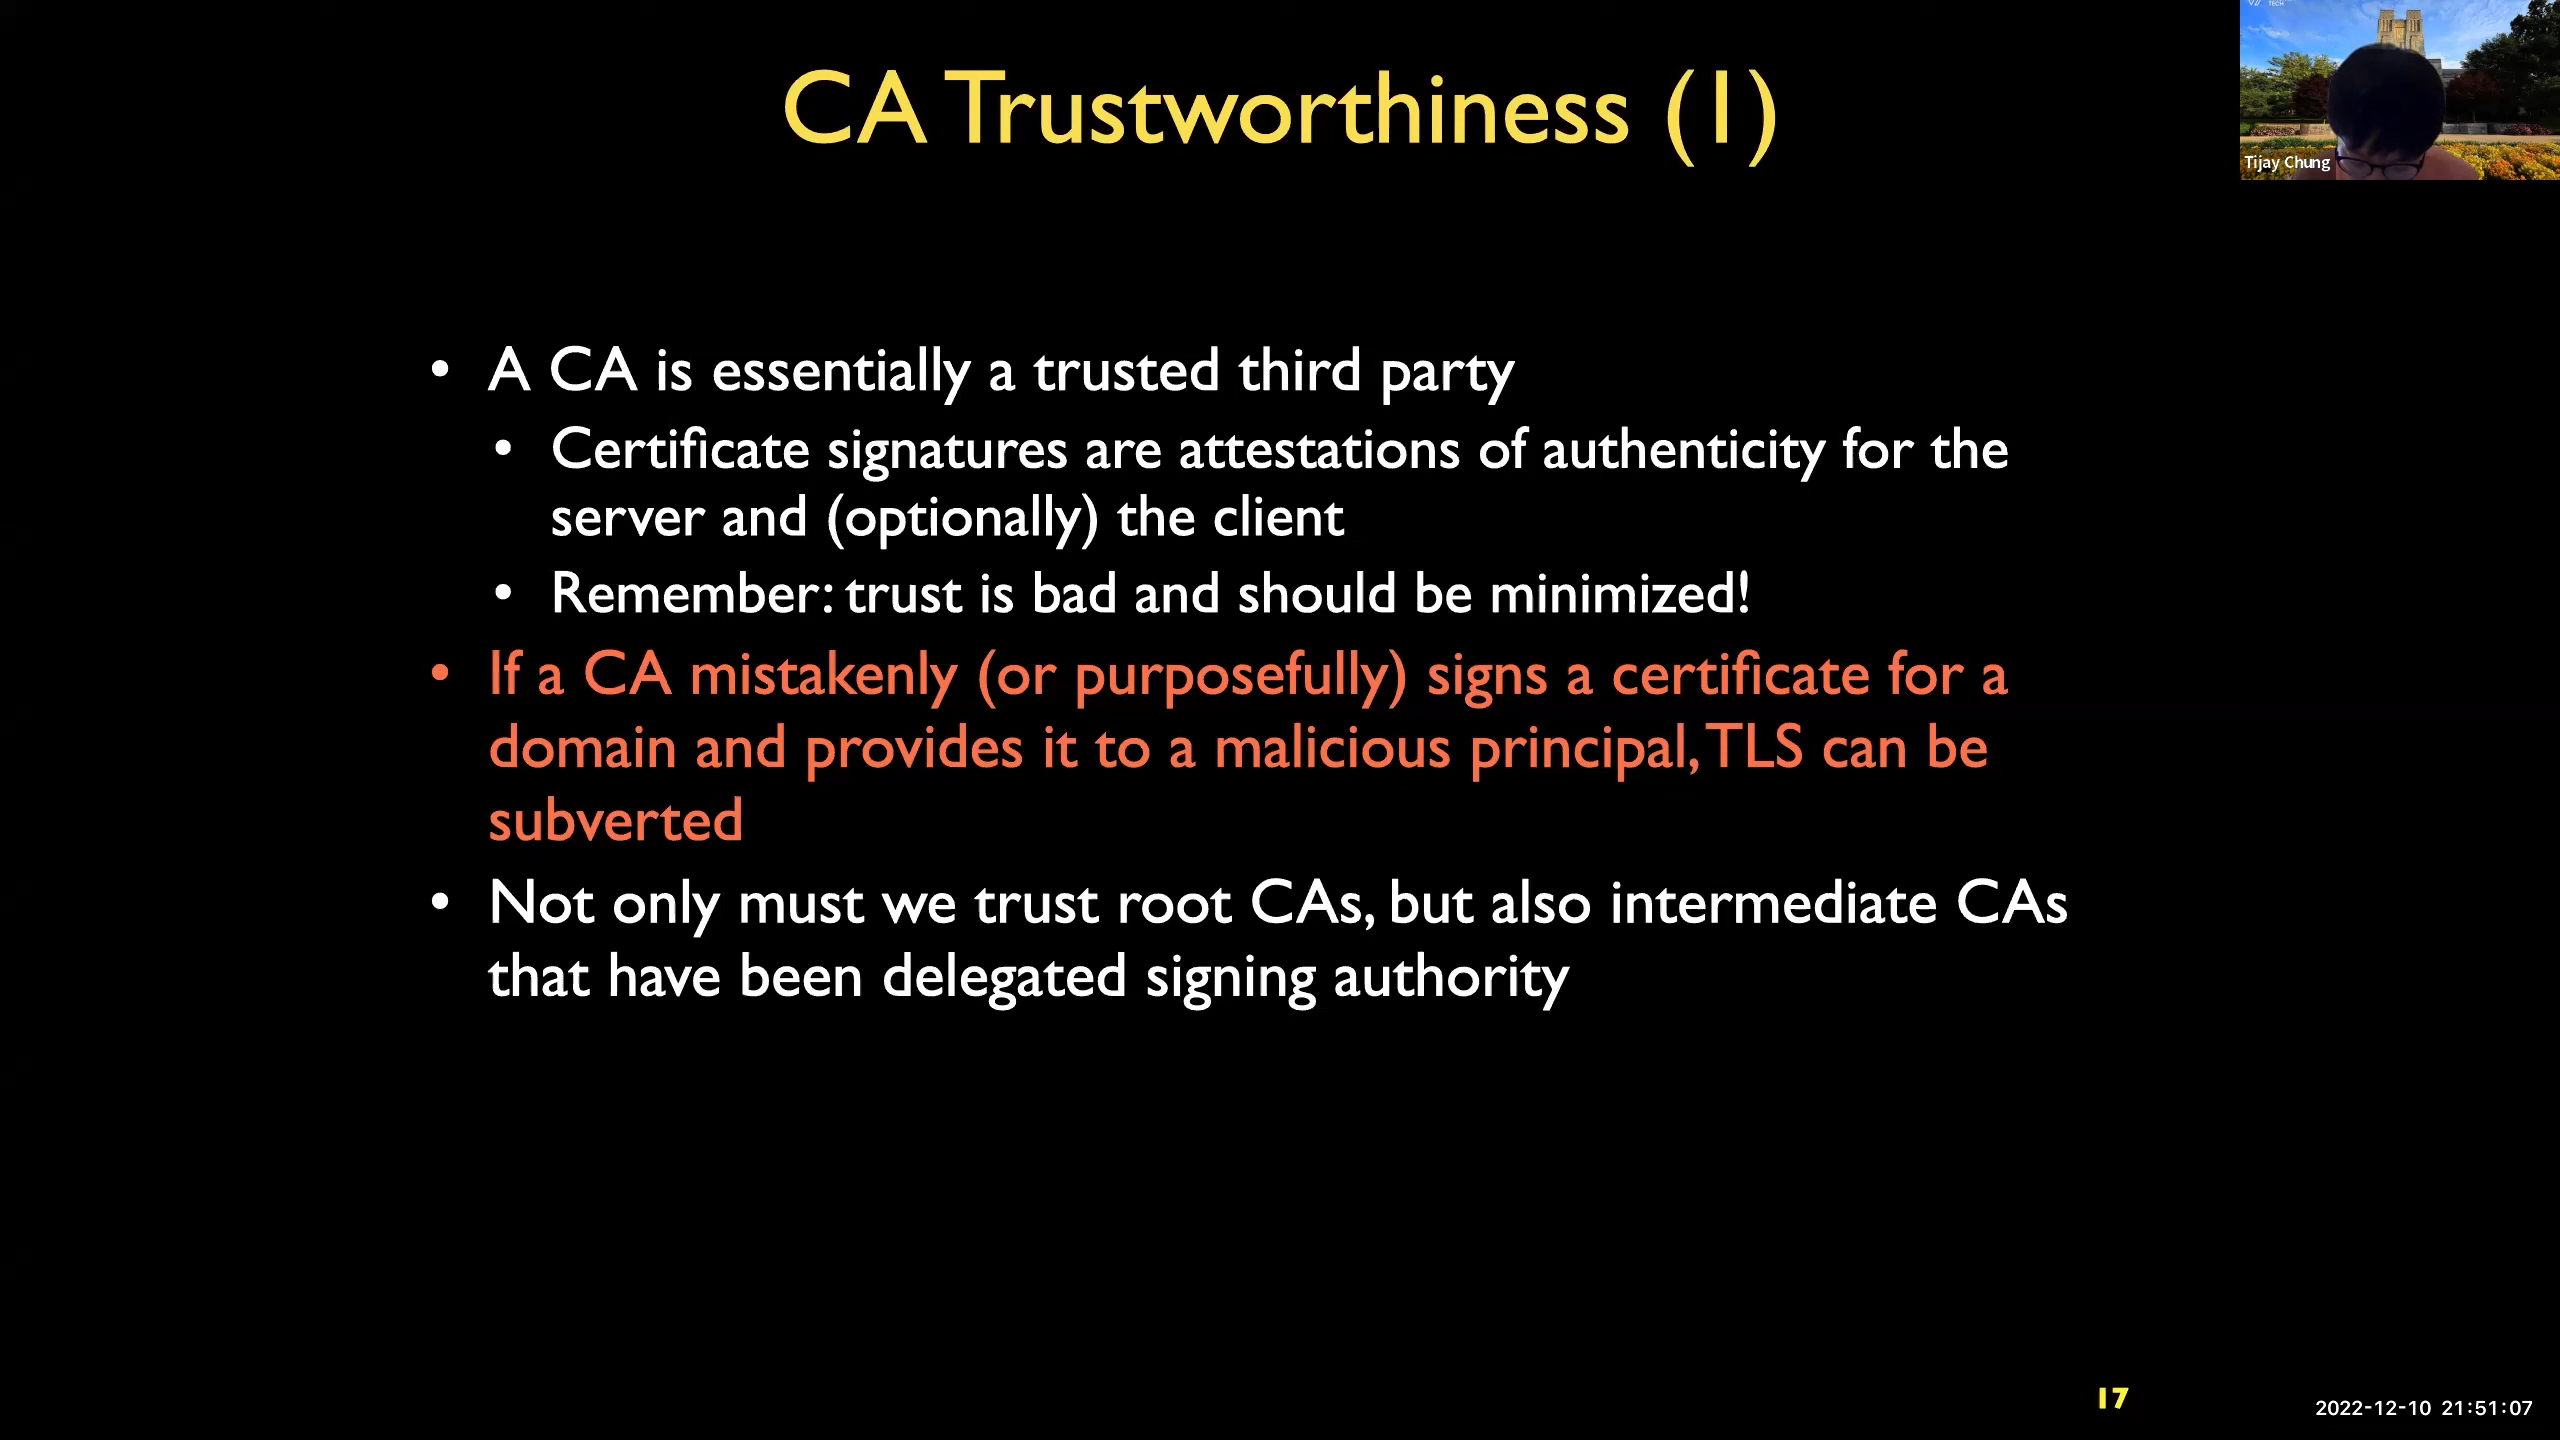 CA Trustworthiness (1)
TECH
Tijay Chung
• A CA is essentially a trusted third party
• Certificate signatures are attestations of authenticity for the
server and (optionally) the client
• Remember: trust is bad and should be minimized!
• If a CA mistakenly (or purposefully) signs a certificate for a
domain and provides it to a malicious principal, TLS can be
subverted
• Not only must we trust root CAs, but also intermediate CAs
that have been delegated signing authority
17
2022-12-10 21:51:07